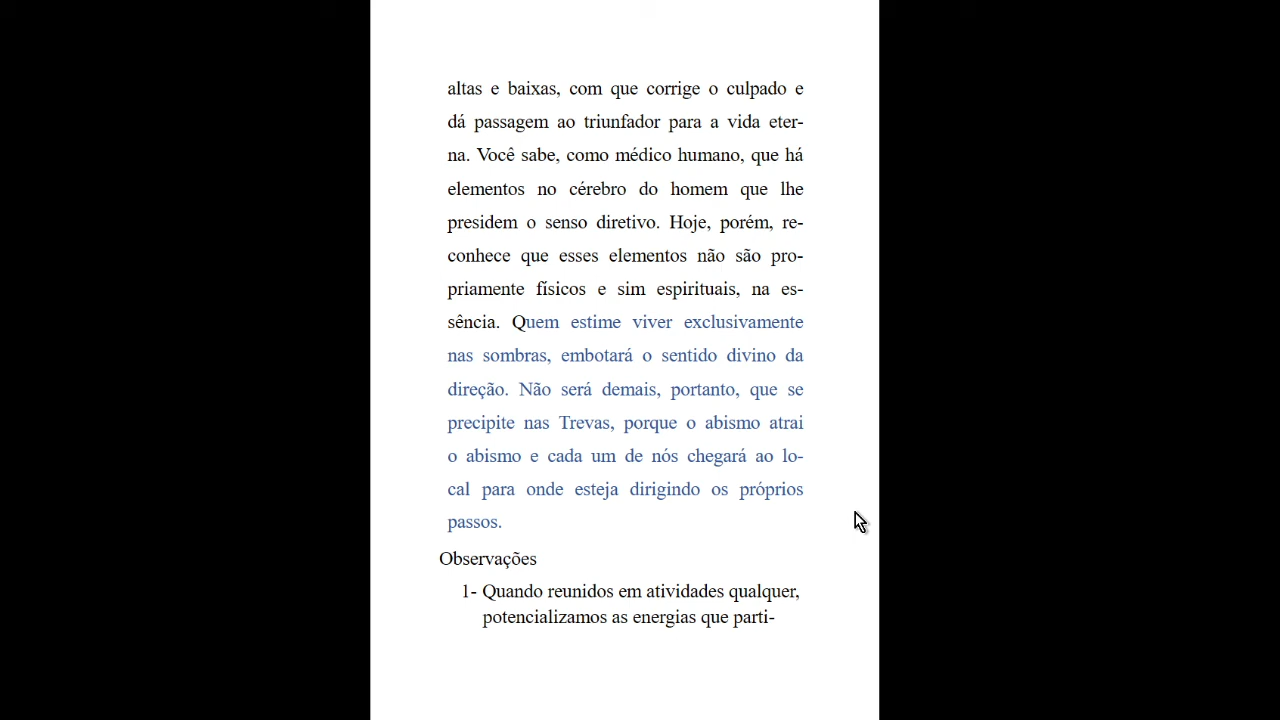 altas e baixas, com que corrige o culpado e
dá passagem ao triunfador para a vida eter-
na. Você sabe, como médico humano, que há
elementos no cérebro do homem que lhe
presidem o senso diretivo. Hoje, porém, re-
conhece que esses elementos não são pro-
priamente físicos e sim espirituais, na es-
sência. Quem estime viver exclusivamente
nas sombras, embotará o sentido divino da
direção. Não será demais, portanto, que se
precipite nas Trevas, porque o abismo atrai
o abismo e cada um de nós chegará ao lo-
cal para onde esteja dirigindo os próprios
passos.
Observações
1- Quando reunidos em atividades qualquer,
potencializamos as energias que parti-